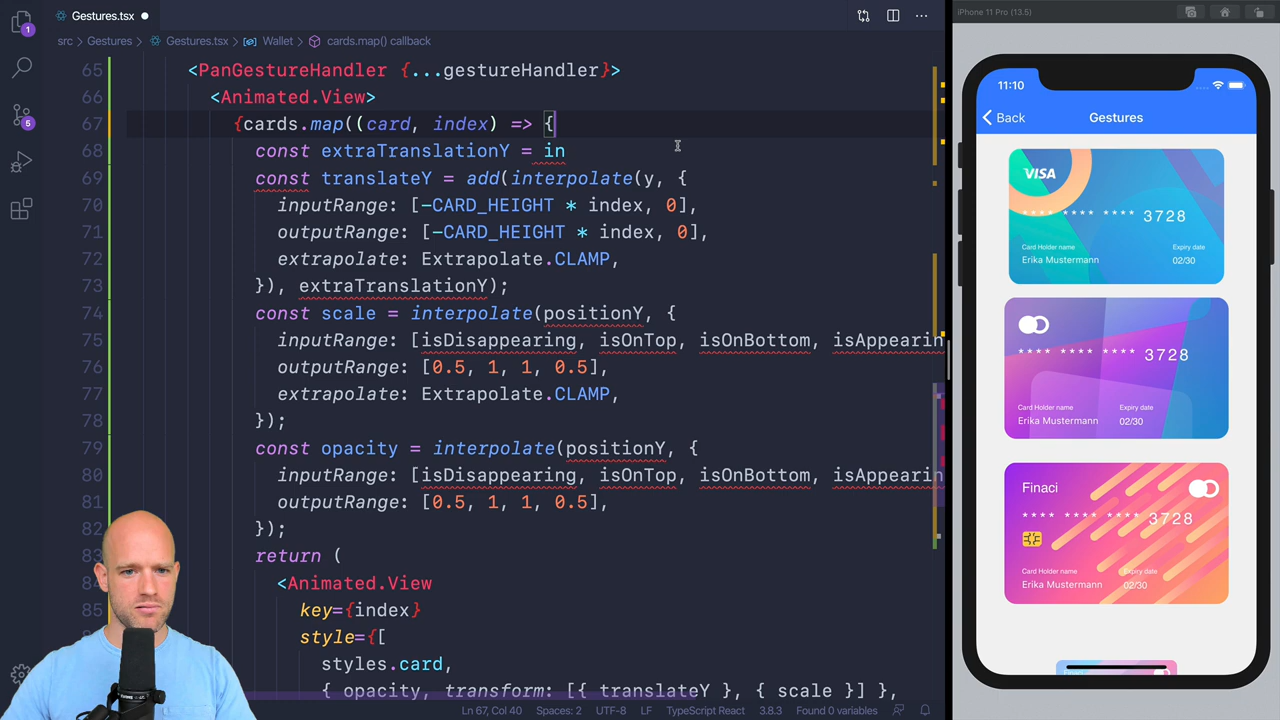 Gestures.tsx
iPhone 11 Pro (13.5)
1
src > Gestures > Gestures.tsx > Wallet > cards.map() callback
65 <PanGestureHandler {...gestureHandler}>
66 <Animated.View>
67 {cards.map((card, index) => {
68 const extraTranslationY = in
69 const translateY = add(interpolate(y, {
70 inputRange: [-CARD_HEIGHT * index, 0],
71 outputRange: [-CARD_HEIGHT * index, 0],
72 extrapolate: Extrapolate.CLAMP,
73 }), extraTranslationY);
74 const scale = interpolate(positionY, {
75 inputRange: [isDisappearing, isOnTop, isOnBottom, isAppearin
76 outputRange: [0.5, 1, 1, 0.5],
77 extrapolate: Extrapolate.CLAMP,
78 });
79 const opacity = interpolate(positionY, {
80 inputRange: [isDisappearing, isOnTop, isOnBottom, isAppearin
81 outputRange: [0.5, 1, 1, 0.5],
82 });
83 return (
84 <Animated.View
85 key={index}
style={[
styles.card,
{ opacity, transform: [{ translateY }, { scale }] },
5
Ln 67, Col 40 Spaces: 2 UTF-8 LF TypeScript React 3.8.3 Found 0 variables
11:10
Back Gestures
VISA
**** **** **** 3728
Card Holder name Expiry date
Erika Mustermann 02/30
**** **** **** 3728
Card Holder name Expiry date
Erika Mustermann 02/30
Finaci
**** **** **** 3728
Card Holder name Expiry date
Erika Mustermann 02/30